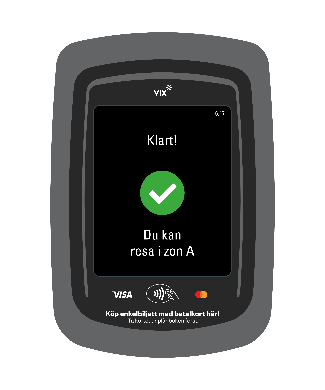 vix
Klart!
Du kan
resa i zon A
VISA
Köp enkelbiljett med betalkort här!